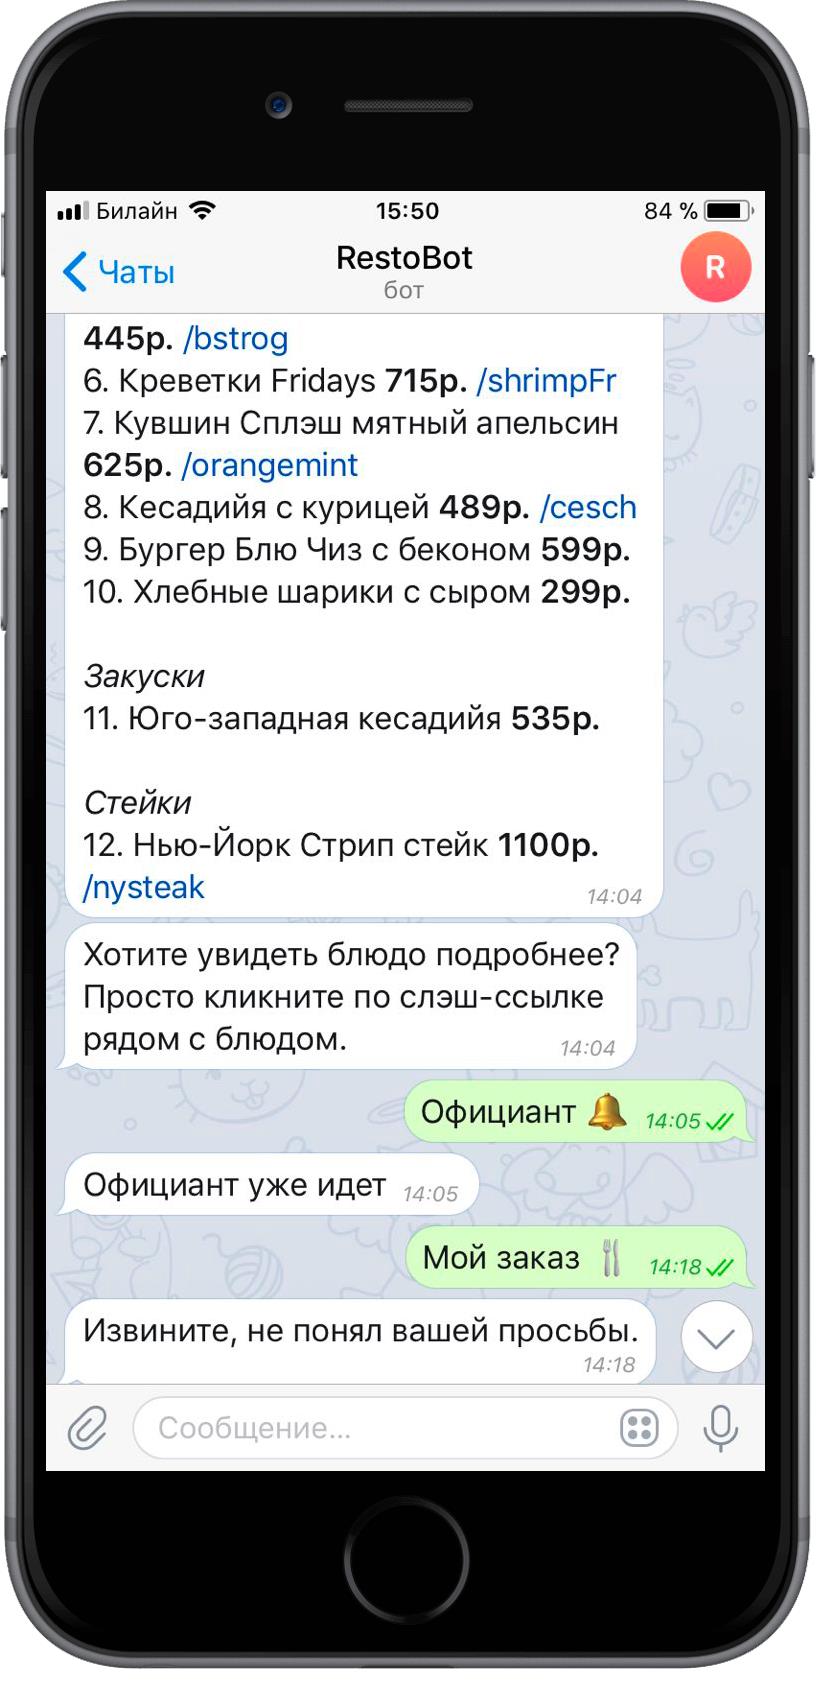 Билайн 15:50 84 %
Чаты RestoBot R
бот
445р. /bstrog
6. Креветки Fridays 715р. /shrimpFr
7. Кувшин Сплэш мятный апельсин
625р. /orangemint
8. Кесадийя с курицей 489р. /cesch
9. Бургер Блю Чиз с беконом 599р.
10. Хлебные шарики с сыром 299р.
Закуски
11. Юго-западная кесадийя 535р.
Стейки
12. Нью-Йорк Стрип стейк 1100р.
/nysteak 14:04
Хотите увидеть блюдо подробнее?
Просто кликните по слэш-ссылке
рядом с блюдом. 14:04
Официант 🔔 14:05
Официант уже идет 14:05
Мой заказ 🍴 14:18
Извините, не понял вашей просьбы.
14:18
Сообщение...